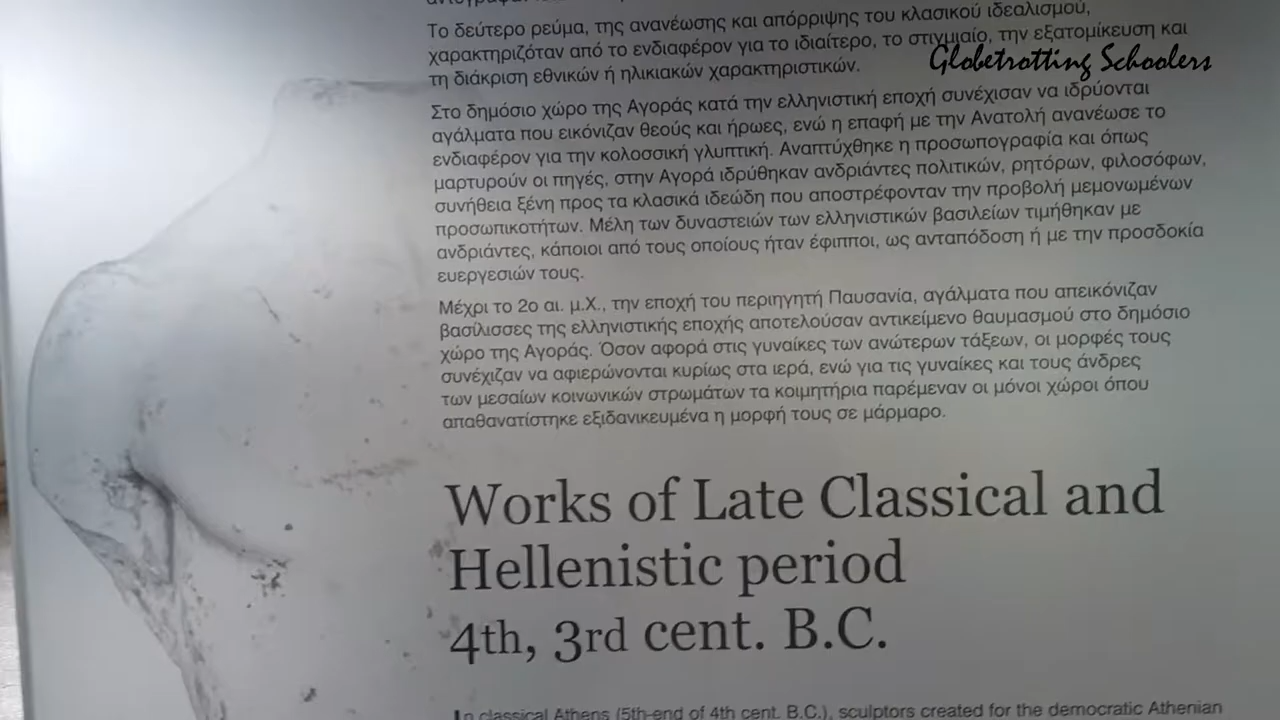 Το δεύτερο ρεύμα, της ανανέωσης και απόρριψης του κλασικού ιδεαλισμού,
χαρακτηριζόταν από το ενδιαφέρον για το ιδιαίτερο, το στιγμιαίο, την εξατομίκευση και
τη διάκριση εθνικών ή ηλικιακών χαρακτηριστικών.
Globetrotting Schoolers
Στο δημόσιο χώρο της Αγοράς κατά την ελληνιστική εποχή συνέχισαν να ιδρύονται
αγάλματα που εικόνιζαν θεούς και ήρωες, ενώ η επαφή με την Ανατολή ανανέωσε το
ενδιαφέρον για την κολοσσική γλυπτική. Αναπτύχθηκε η προσωπογραφία και όπως
μαρτυρούν οι πηγές, στην Αγορά ιδρύθηκαν ανδριάντες πολιτικών, ρητόρων, φιλοσόφων,
συνήθεια ξένη προς τα κλασικά ιδεώδη που αποστρέφονταν την προβολή μεμονωμένων
προσωπικοτήτων. Μέλη των δυναστειών των ελληνιστικών βασιλείων τιμήθηκαν με
ανδριάντες, κάποιοι από τους οποίους ήταν έφιπποι, ως ανταπόδοση ή με την προσδοκία
ευεργεσιών τους.
Μέχρι το 2ο αι. μ.Χ., την εποχή του περιηγητή Παυσανία, αγάλματα που απεικόνιζαν
βασίλισσες της ελληνιστικής εποχής αποτελούσαν αντικείμενο θαυμασμού στο δημόσιο
χώρο της Αγοράς. Όσον αφορά στις γυναίκες των ανώτερων τάξεων, οι μορφές τους
συνέχιζαν να αφιερώνονται κυρίως στα ιερά, ενώ για τις γυναίκες και τους άνδρες
των μεσαίων κοινωνικών στρωμάτων τα κοιμητήρια παρέμεναν οι μόνοι χώροι όπου
απαθανατίστηκε εξιδανικευμένα η μορφή τους σε μάρμαρο.
Works of Late Classical and
Hellenistic period
4th, 3rd cent. B.C.
In classical Athens (5th-end of 4th cent. B.C.), sculptors created for the democratic Athenian